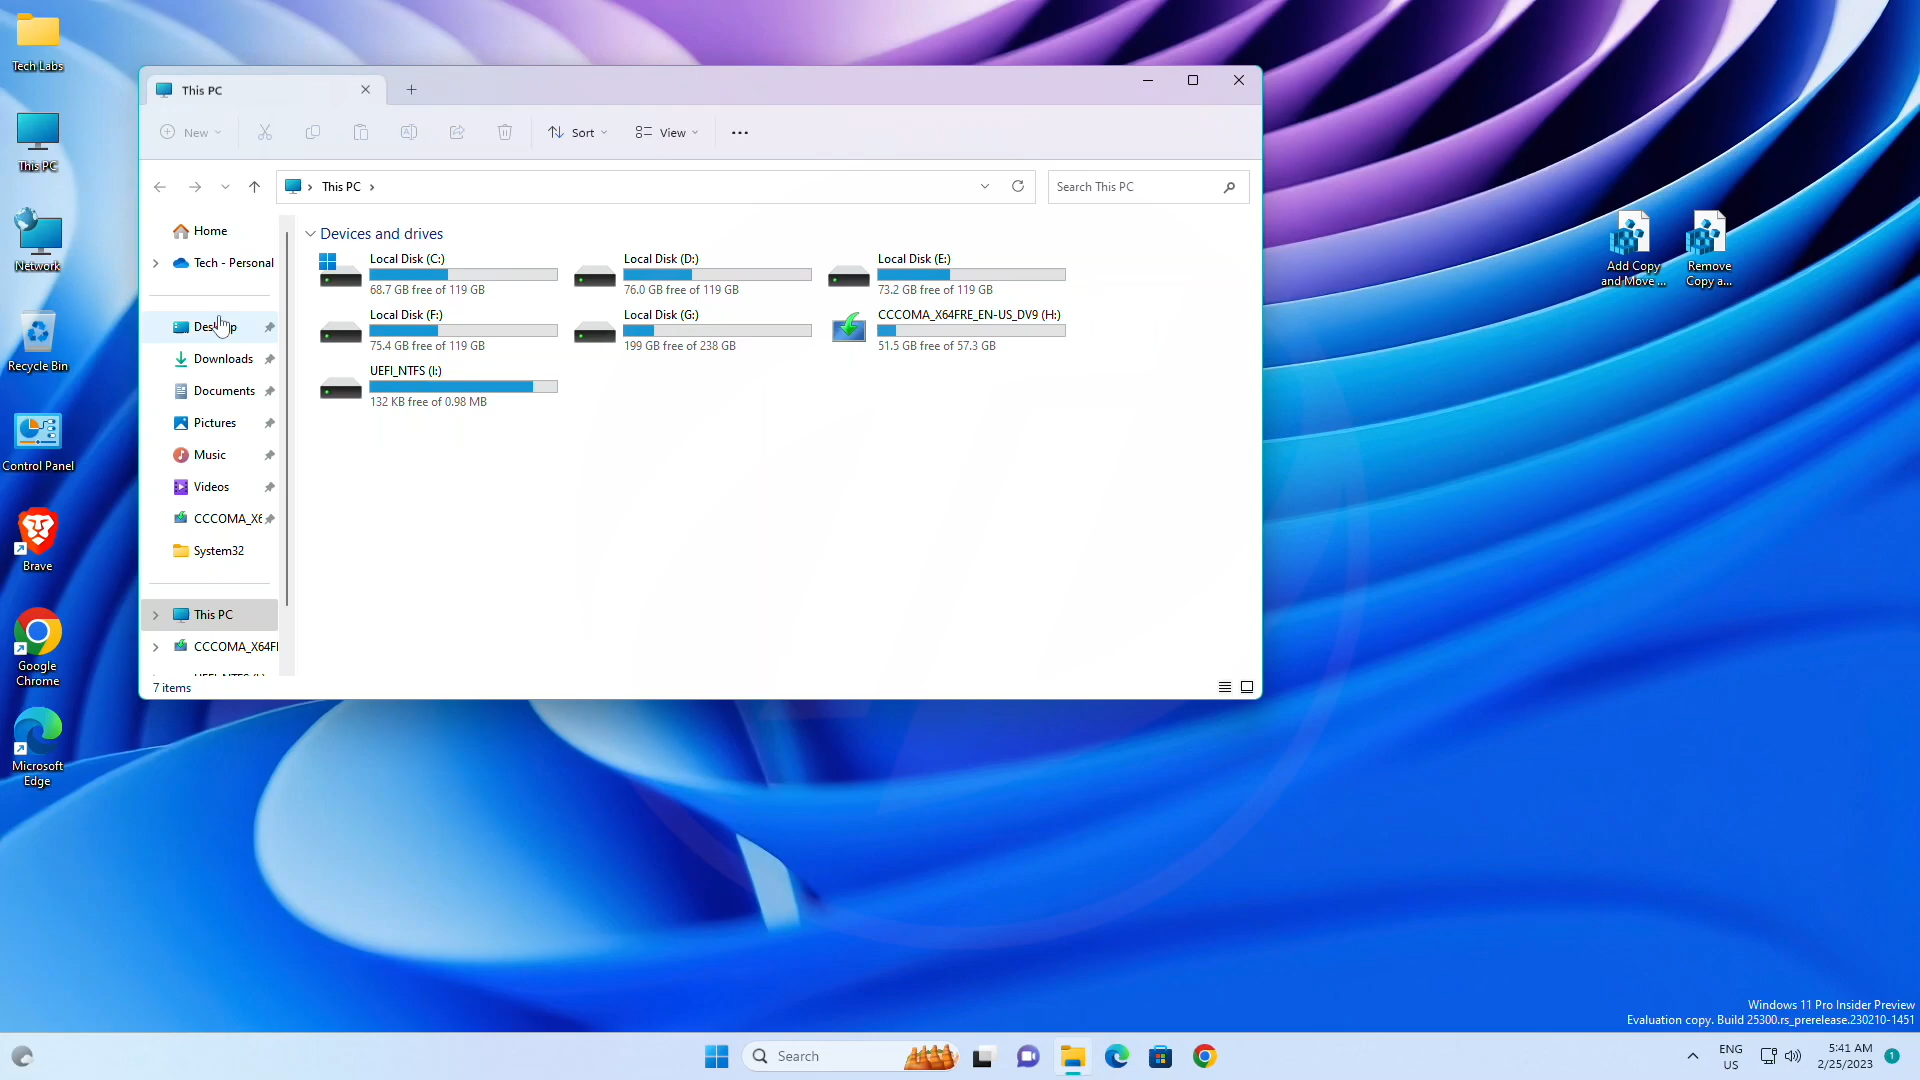 Tech Labs
This PC
Network
Recycle Bin
Control Panel
Brave
Google
Chrome
Microsoft
Edge
This PC
New
Sort
View
This PC
Search This PC
Home
Tech - Personal
Desktop
Downloads
Documents
Pictures
Music
Videos
CCCOMA_X6
System32
This PC
CCCOMA_X64F
Devices and drives
Local Disk (C:)
68.7 GB free of 119 GB
Local Disk (D:)
76.0 GB free of 119 GB
Local Disk (E:)
73.2 GB free of 119 GB
Local Disk (F:)
75.4 GB free of 119 GB
Local Disk (G:)
199 GB free of 238 GB
CCCOMA_X64FRE_EN-US_DV9 (H:)
51.5 GB free of 57.3 GB
UEFI_NTFS (I:)
132 KB free of 0.98 MB
7 items
Add Copy
and Move ...
Remove
Copy a...
Windows 11 Pro Insider Preview
Evaluation copy. Build 25300.rs_prerelease.230210-1451
Search
ENG
US
5:41 AM
2/25/2023
1